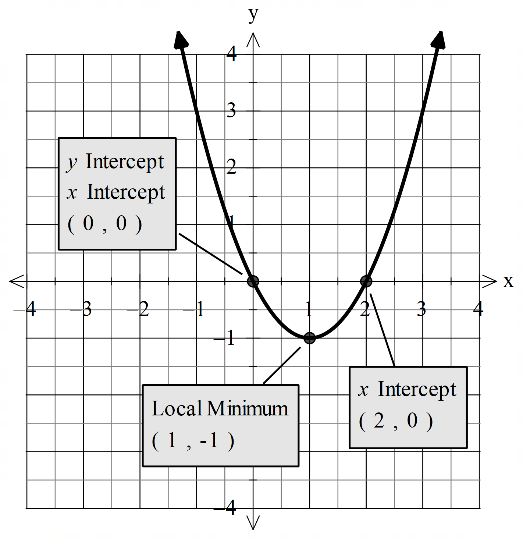 y
4
3
2
1
y Intercept
x Intercept
( 0 , 0 )
x
–4 –3 –2 –1 1 2 3 4
–1
Local Minimum
( 1 , -1 )
x Intercept
( 2 , 0 )
–4